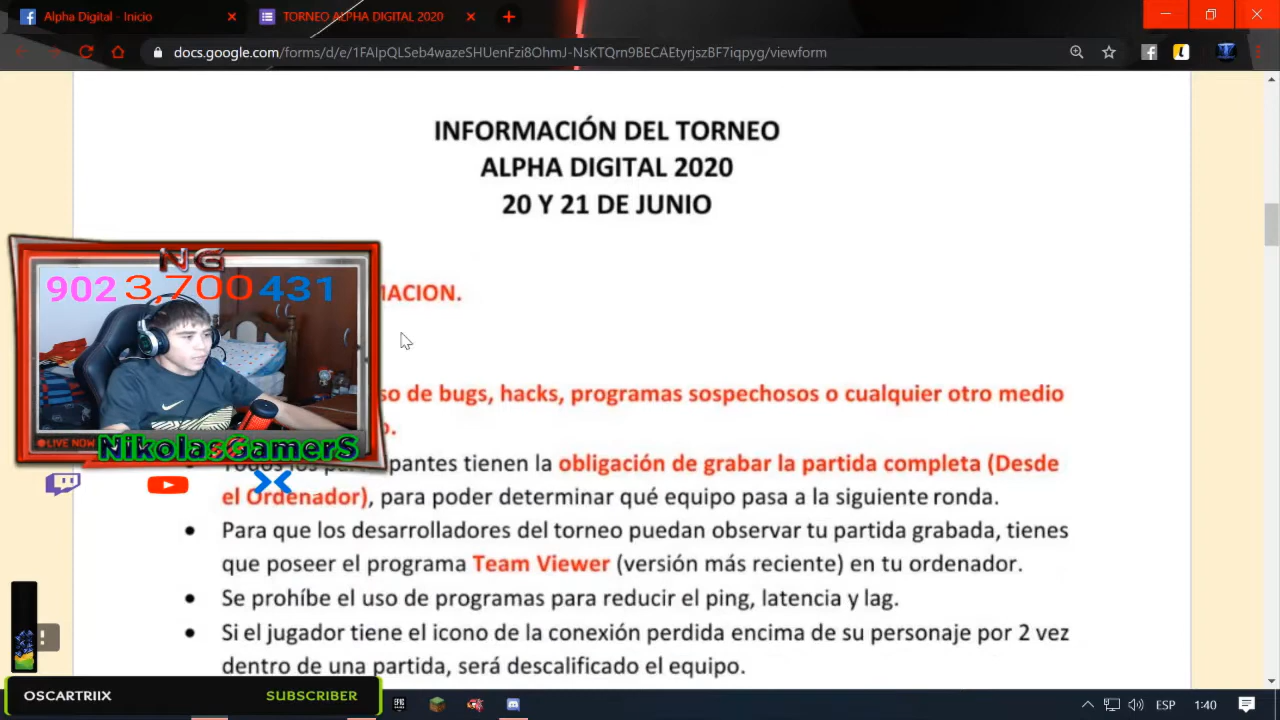 Alpha Digital - Inicio
TORNEO ALPHA DIGITAL 2020
docs.google.com/forms/d/e/1FAIpQLSeb4wazeSHUenFzi8OhmJ-NsKTQrn9BECAEtyrjszBF7iqpyg/viewform
INFORMACIÓN DEL TORNEO
ALPHA DIGITAL 2020
20 Y 21 DE JUNIO
MACION.
so de bugs, hacks, programas sospechosos o cualquier otro medio
o.
Todos los participantes tienen la obligación de grabar la partida completa (Desde
el Ordenador), para poder determinar qué equipo pasa a la siguiente ronda.
• Para que los desarrolladores del torneo puedan observar tu partida grabada, tienes
que poseer el programa Team Viewer (versión más reciente) en tu ordenador.
• Se prohíbe el uso de programas para reducir el ping, latencia y lag.
• Si el jugador tiene el icono de la conexión perdida encima de su personaje por 2 vez
dentro de una partida, será descalificado el equipo.
NG
902 3,700 431
LIVE NOW
NikolasGamerS
OSCARTRIIX SUBSCRIBER
ESP 1:40